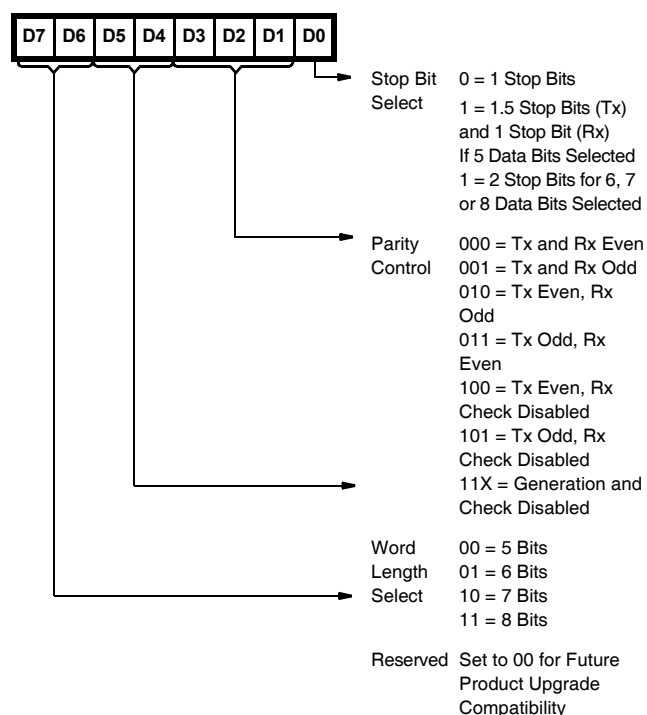 D7 D6 D5 D4 D3 D2 D1 D0
Stop Bit 0 = 1 Stop Bits
Select 1 = 1.5 Stop Bits (Tx)
and 1 Stop Bit (Rx)
If 5 Data Bits Selected
1 = 2 Stop Bits for 6, 7
or 8 Data Bits Selected
Parity 000 = Tx and Rx Even
Control 001 = Tx and Rx Odd
010 = Tx Even, Rx
Odd
011 = Tx Odd, Rx
Even
100 = Tx Even, Rx
Check Disabled
101 = Tx Odd, Rx
Check Disabled
11X = Generation and
Check Disabled
Word 00 = 5 Bits
Length 01 = 6 Bits
Select 10 = 7 Bits
11 = 8 Bits
Reserved Set to 00 for Future
Product Upgrade
Compatibility